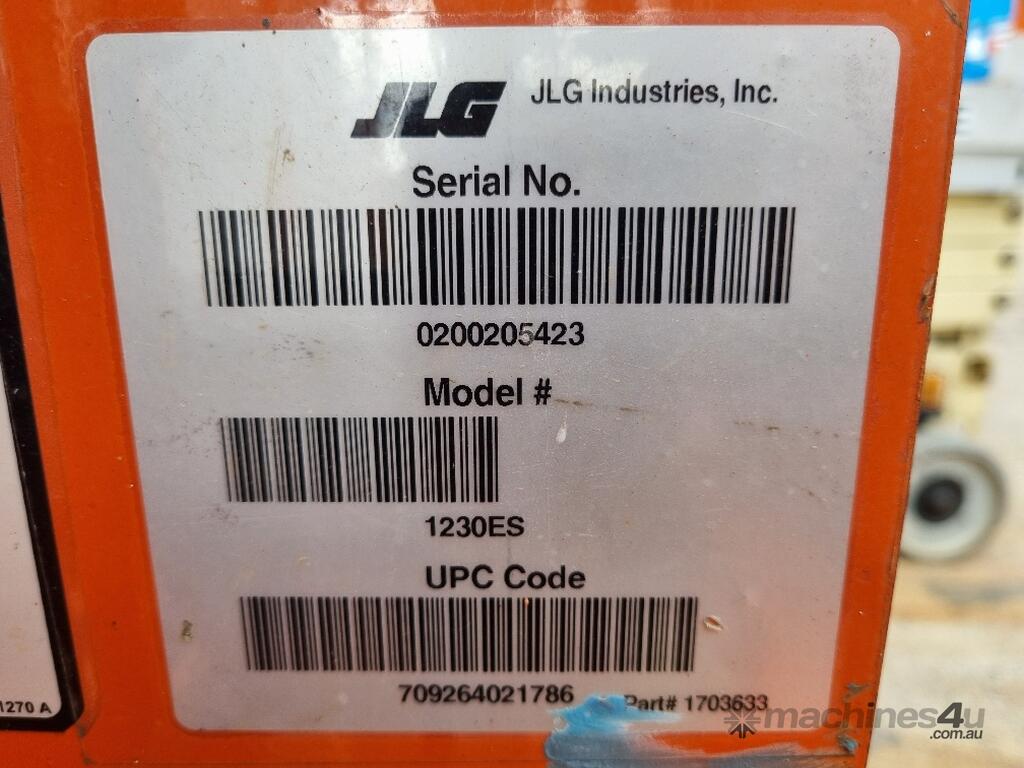 JLG JLG Industries, Inc.
Serial No.
0200205423
Model #
1230ES
UPC Code
709264021786 Part# 1703633
1270 A
machines4u
.com.au